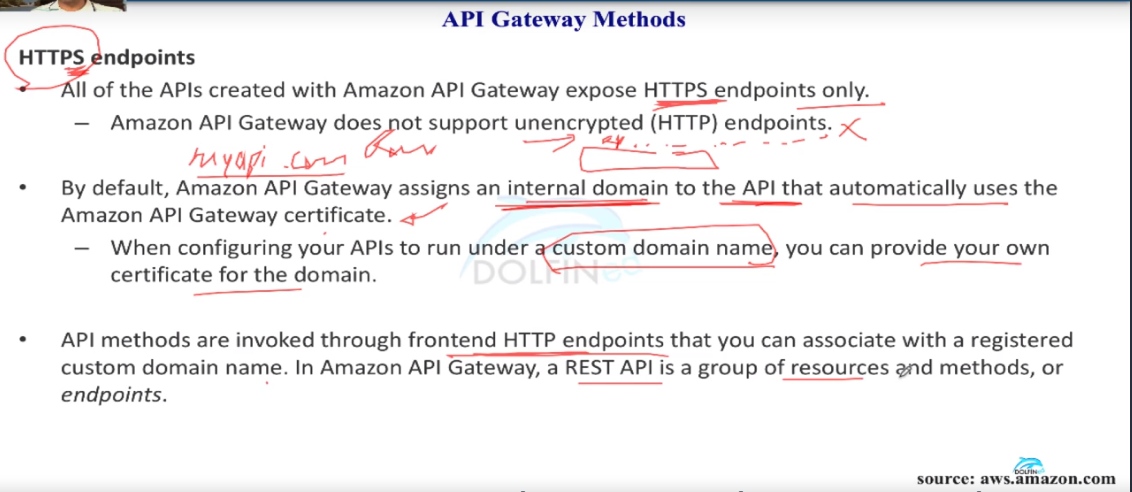 API Gateway Methods
HTTPS endpoints
• All of the APIs created with Amazon API Gateway expose HTTPS endpoints only.
– Amazon API Gateway does not support unencrypted (HTTP) endpoints.
myapi.com
• By default, Amazon API Gateway assigns an internal domain to the API that automatically uses the
Amazon API Gateway certificate.
– When configuring your APIs to run under a custom domain name, you can provide your own
certificate for the domain.
DOLFIN
• API methods are invoked through frontend HTTP endpoints that you can associate with a registered
custom domain name. In Amazon API Gateway, a REST API is a group of resources and methods, or
endpoints.
DOLFIN
source: aws.amazon.com